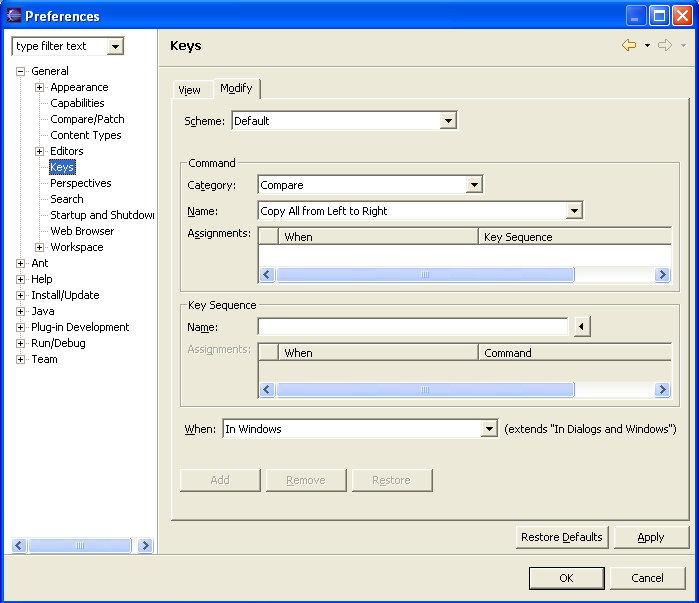 Preferences
type filter text
General
Appearance
Capabilities
Compare/Patch
Content Types
Editors
Keys
Perspectives
Search
Startup and Shutdown
Web Browser
Workspace
Ant
Help
Install/Update
Java
Plug-in Development
Run/Debug
Team
Keys
View Modify
Scheme: Default
Command
Category: Compare
Name: Copy All from Left to Right
Assignments: When Key Sequence
Key Sequence
Name:
Assignments: When Command
When: In Windows (extends "In Dialogs and Windows")
Add Remove Restore
Restore Defaults Apply
OK Cancel